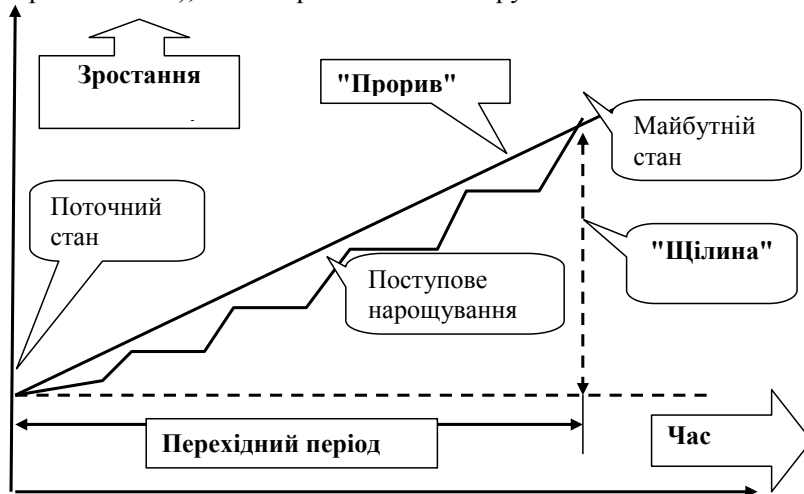 Зростання
"Прорив"
Майбутній
стан
Поточний
стан
"Щілина"
Поступове
нарощування
Перехідний період
Час